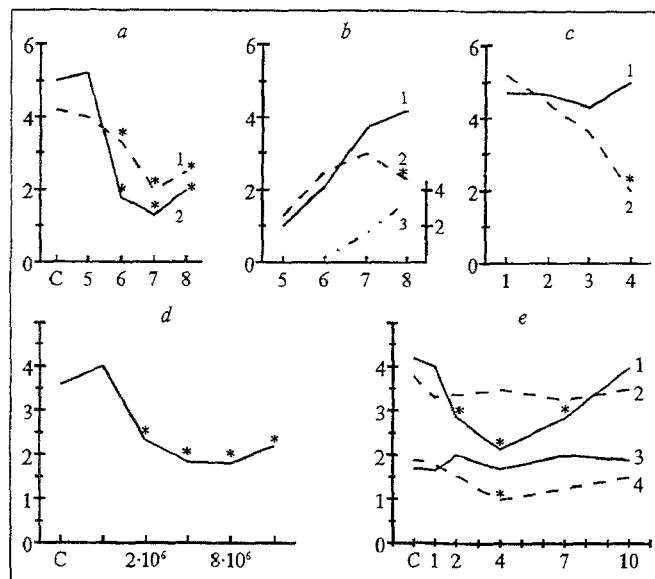 a b c
6 6 6
1
1
4 * 4 4
2
1 *
2 * * 2 4 2 *
* * 3 2
2 2
0 0 0
C 5 6 7 8 5 6 7 8 1 2 3 4
d e
4 4 1
2
3 3 * *
* * *
2 * * 2 3
* 4
1 1
0 0
C 2·10⁶ 8·10⁶ C 1 2 4 7 10